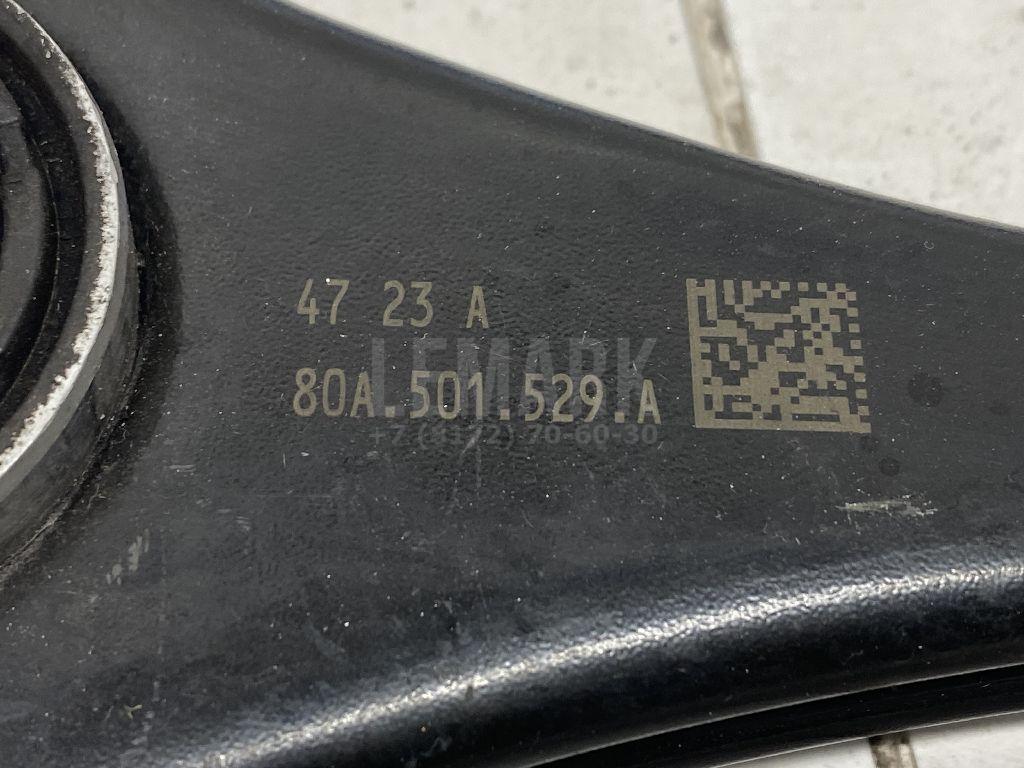 47 23 A
LEMARK
80A.501.529.A
+7 (8172) 70-60-30